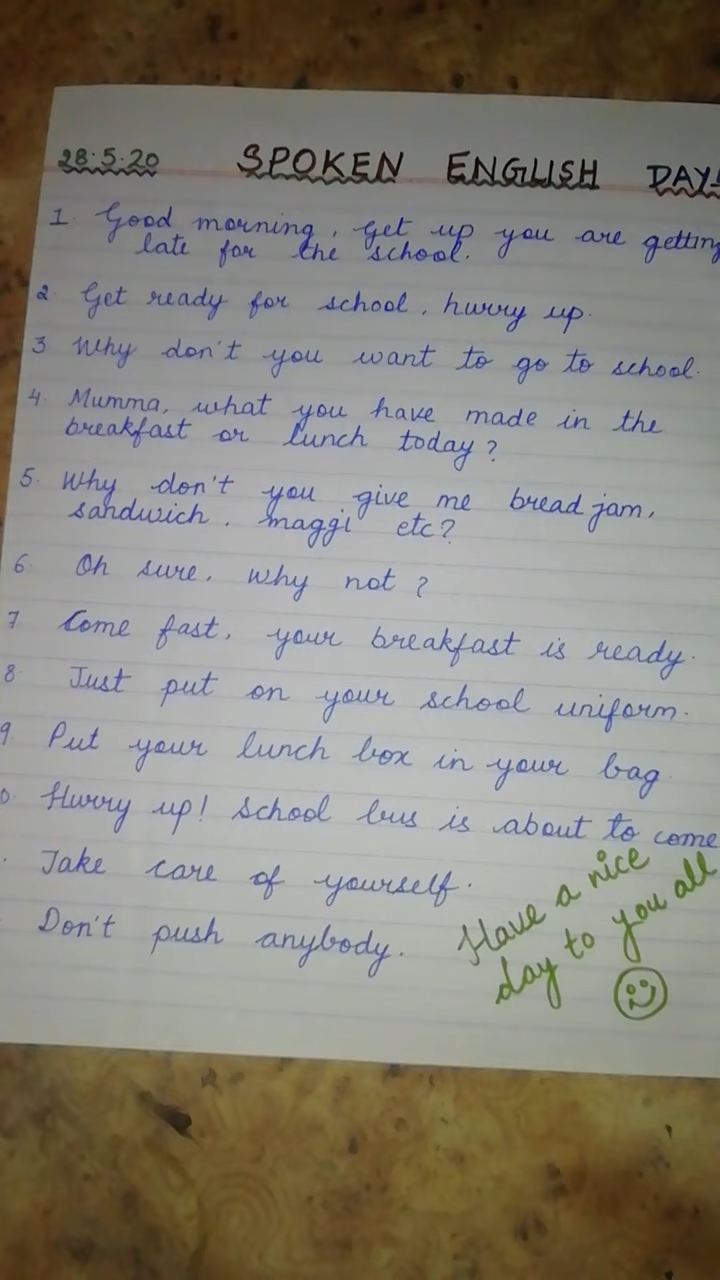 28.5.20 SPOKEN ENGLISH DAY!
1. Good morning, Get up you are getting
late for the school.
2. Get ready for school, hurry up.
3 Why don't you want to go to school.
4. Mumma, what you have made in the
breakfast or lunch today?
5. Why don't you give me bread jam,
sandwich, maggi etc?
6. Oh sure, why not?
7 Come fast, your breakfast is ready.
8 Just put on your school uniform.
9. Put your lunch box in your bag
0. Hurry up! School bus is about to come
. Take care of yourself.
Don't push anybody.
Have a nice
day to you all